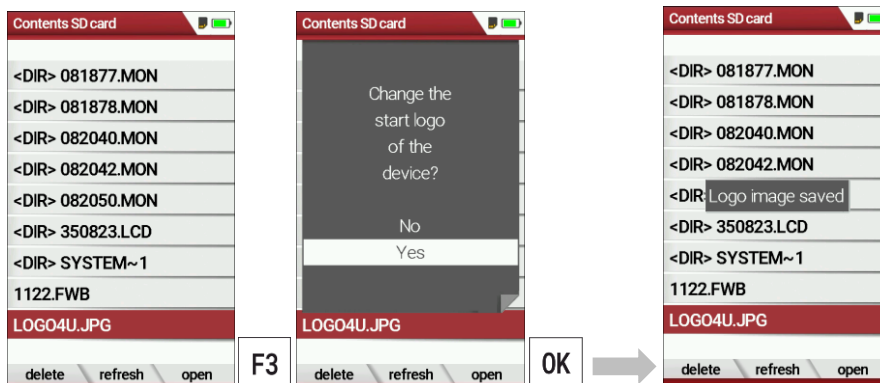 Contents SD card
<DIR> 081877.MON
<DIR> 081878.MON
<DIR> 082040.MON
<DIR> 082042.MON
<DIR> 082050.MON
<DIR> 350823.LCD
<DIR> SYSTEM~1
1122.FWB
LOGO4U.JPG
delete refresh open
F3
Contents SD card
Change the
start logo
of the
device?
No
Yes
LOGO4U.JPG
delete refresh open
OK
Contents SD card
<DIR> 081877.MON
<DIR> 081878.MON
<DIR> 082040.MON
<DIR> 082042.MON
<DIR
Logo image saved
<DIR> 350823.LCD
<DIR> SYSTEM~1
1122.FWB
LOGO4U.JPG
delete refresh open